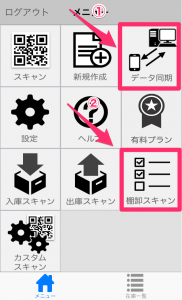 ログアウト
メニュー
①
スキャン
新規作成
データ同期
②
設定
ヘルプ
有料プラン
入庫スキャン
出庫スキャン
棚卸スキャン
カスタム
スキャン
メニュー
在庫一覧